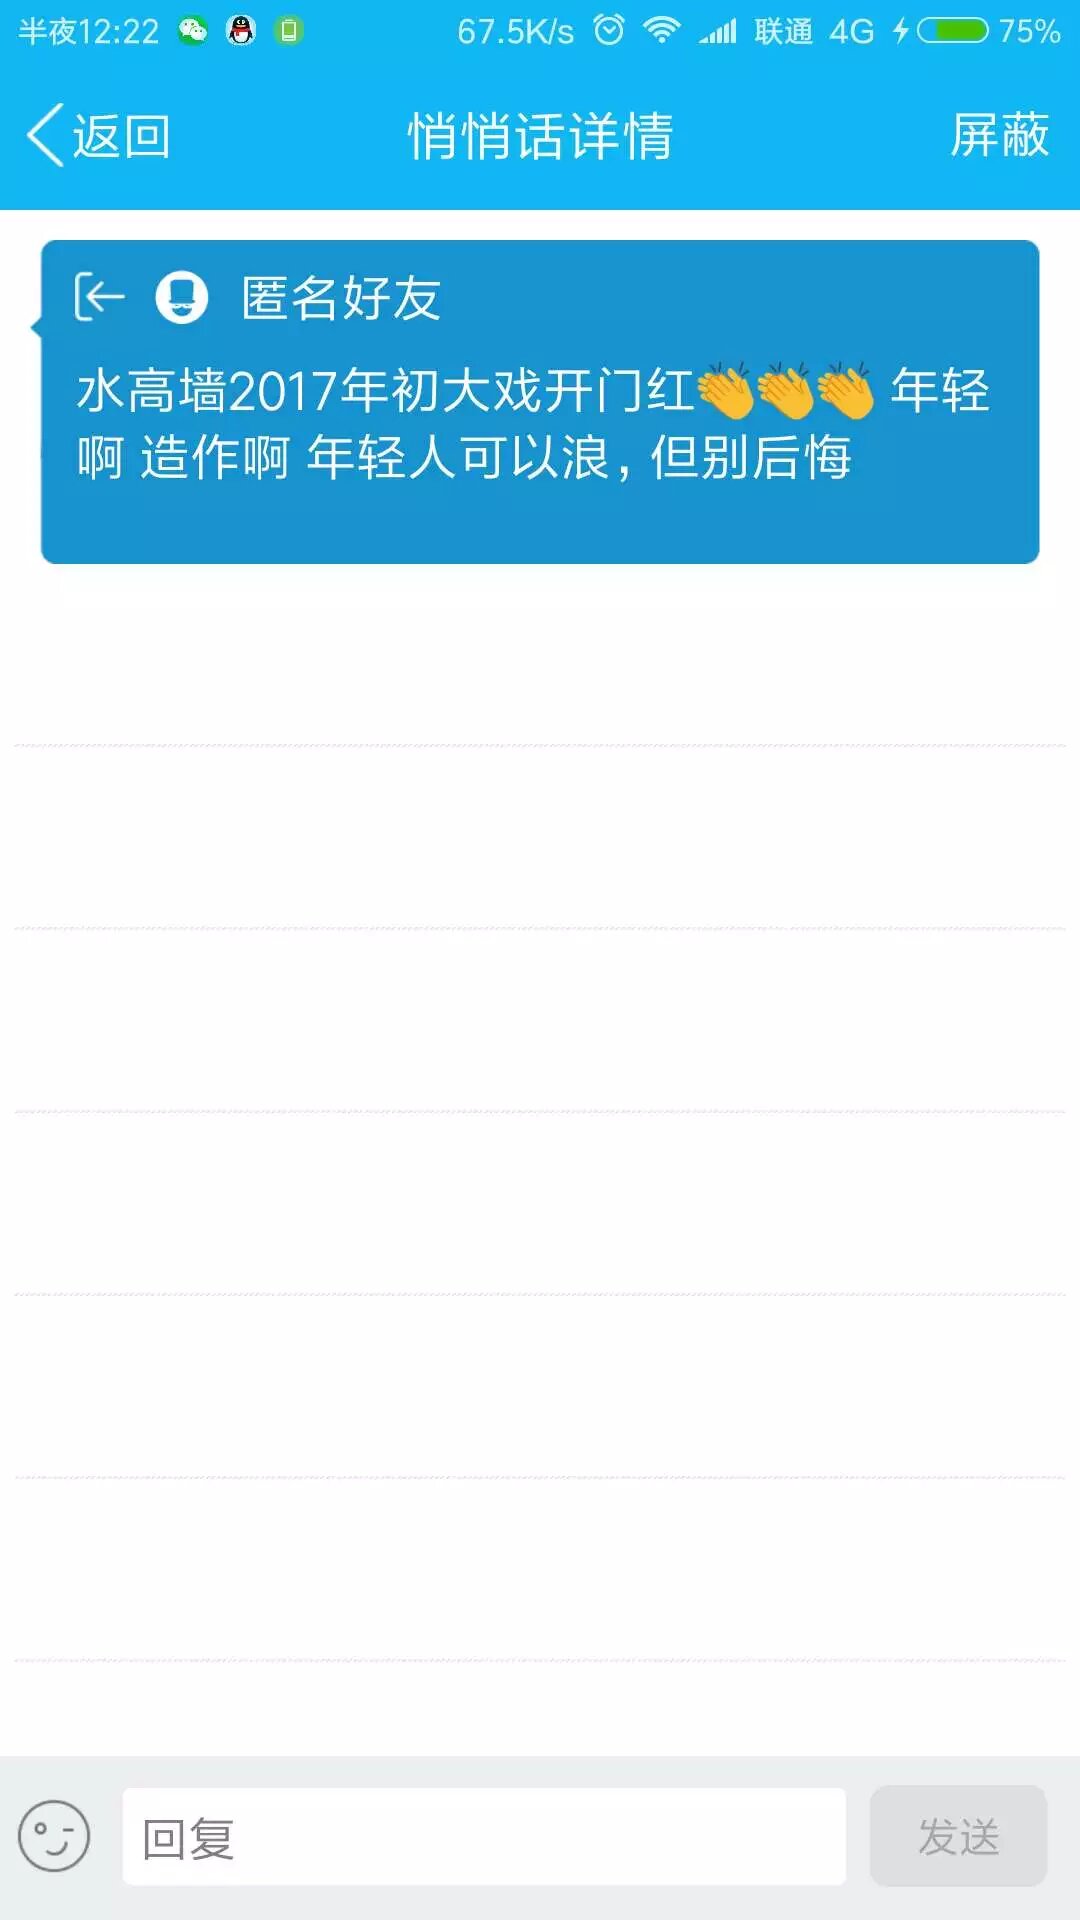 半夜12:22 67.5K/s 联通 4G 75%
返回 悄悄话详情 屏蔽
匿名好友
水高墙2017年初大戏开门红👏👏👏 年轻
啊 造作啊 年轻人可以浪，但别后悔
回复 发送